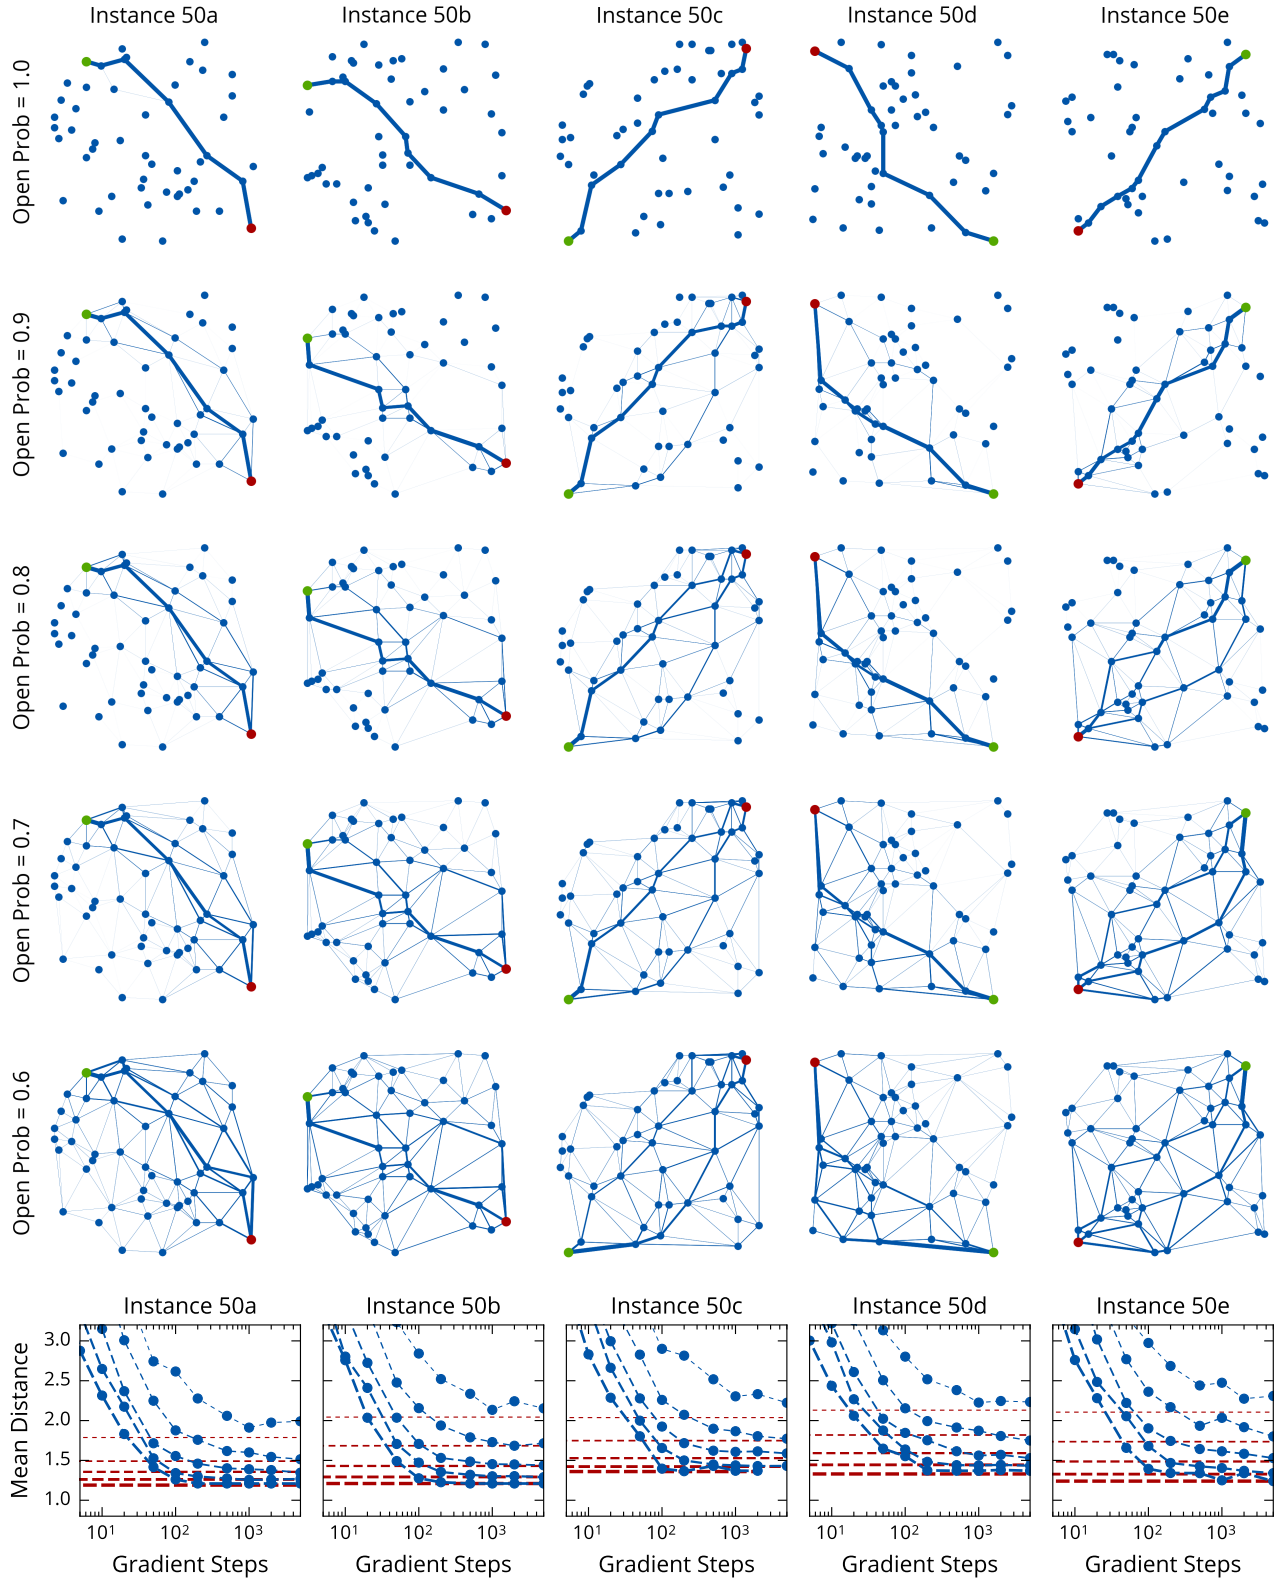 Instance 50a Instance 50b Instance 50c Instance 50d Instance 50e
Open Prob = 1.0
Open Prob = 0.9
Open Prob = 0.8
Open Prob = 0.7
Open Prob = 0.6
Instance 50a Instance 50b Instance 50c Instance 50d Instance 50e
Mean Distance
3.0
2.5
2.0
1.5
1.0
10¹ 10² 10³ 10¹ 10² 10³ 10¹ 10² 10³ 10¹ 10² 10³ 10¹ 10² 10³
Gradient Steps Gradient Steps Gradient Steps Gradient Steps Gradient Steps